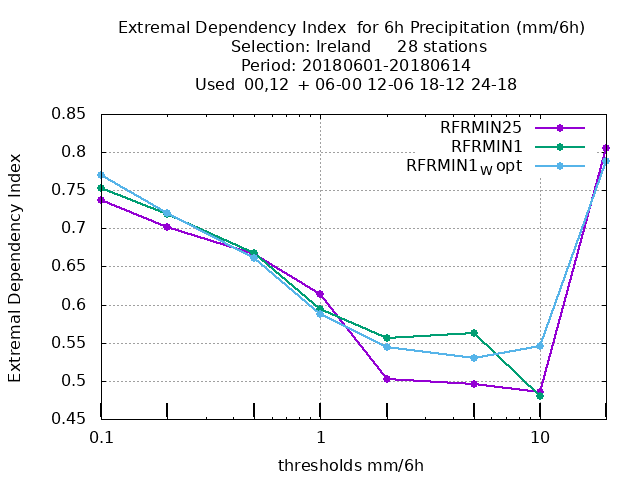 Extremal Dependency Index  for 6h Precipitation (mm/6h)
Selection: Ireland     28 stations
Period: 20180601-20180614
Used  00,12  + 06-00 12-06 18-12 24-18
RFRMIN25
RFRMIN1
RFRMIN1W opt
Extremal Dependency Index
0.85
0.8
0.75
0.7
0.65
0.6
0.55
0.5
0.45
0.1 1 10
thresholds mm/6h